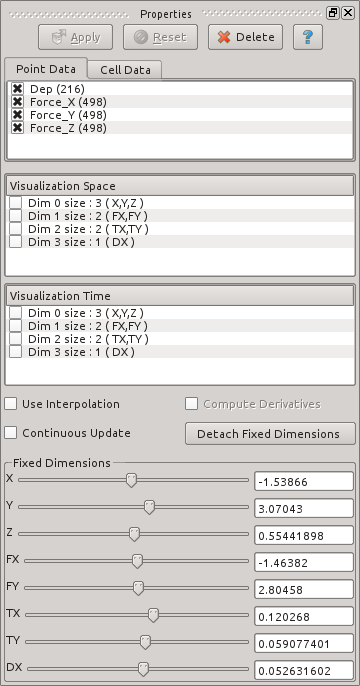 Properties
Apply Reset Delete ?
Point Data Cell Data
Dep (216)
Force_X (498)
Force_Y (498)
Force_Z (498)
Visualization Space
Dim 0 size : 3 ( X,Y,Z )
Dim 1 size : 2 ( FX,FY )
Dim 2 size : 2 ( TX,TY )
Dim 3 size : 1 ( DX )
Visualization Time
Dim 0 size : 3 ( X,Y,Z )
Dim 1 size : 2 ( FX,FY )
Dim 2 size : 2 ( TX,TY )
Dim 3 size : 1 ( DX )
Use Interpolation Compute Derivatives
Continuous Update Detach Fixed Dimensions
Fixed Dimensions
X -1.53866
Y 3.07043
Z 0.55441898
FX -1.46382
FY 2.80458
TX 0.120268
TY 0.059077401
DX 0.052631602